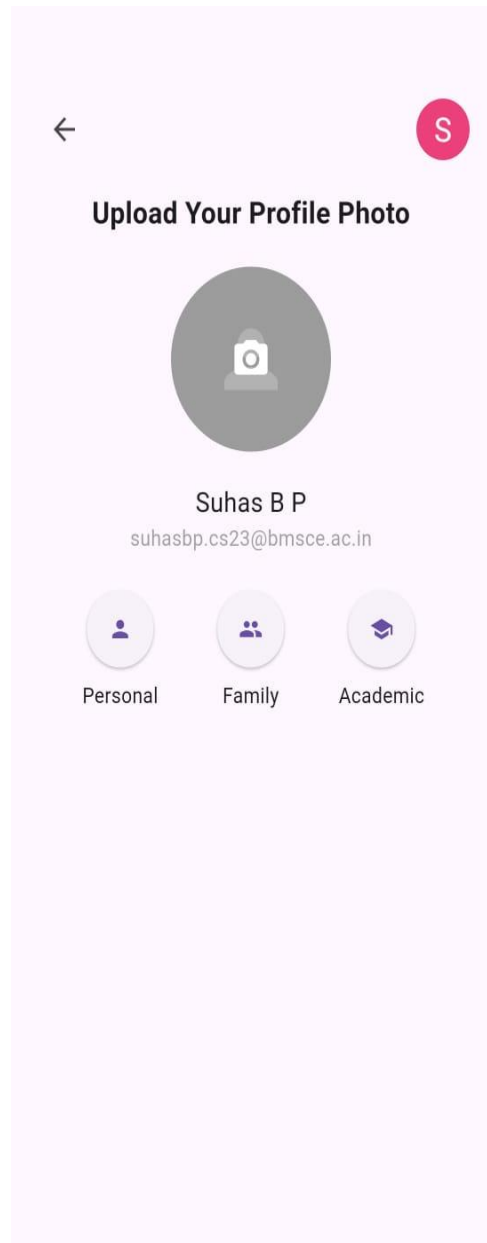 S
Upload Your Profile Photo
Suhas B P
suhasbp.cs23@bmsce.ac.in
Personal Family Academic